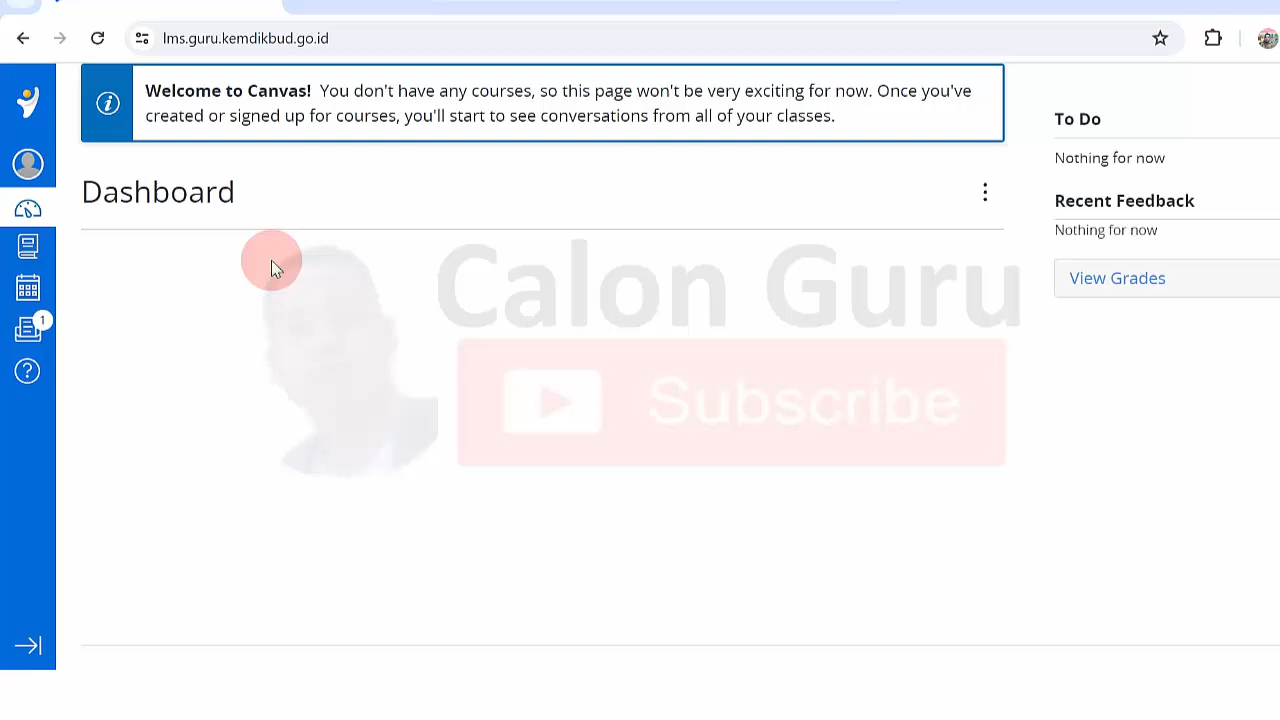 lms.guru.kemdikbud.go.id
Welcome to Canvas! You don't have any courses, so this page won't be very exciting for now. Once you've
created or signed up for courses, you'll start to see conversations from all of your classes.
To Do
Nothing for now
Dashboard
Recent Feedback
Nothing for now
View Grades
Calon Guru
Subscribe
1